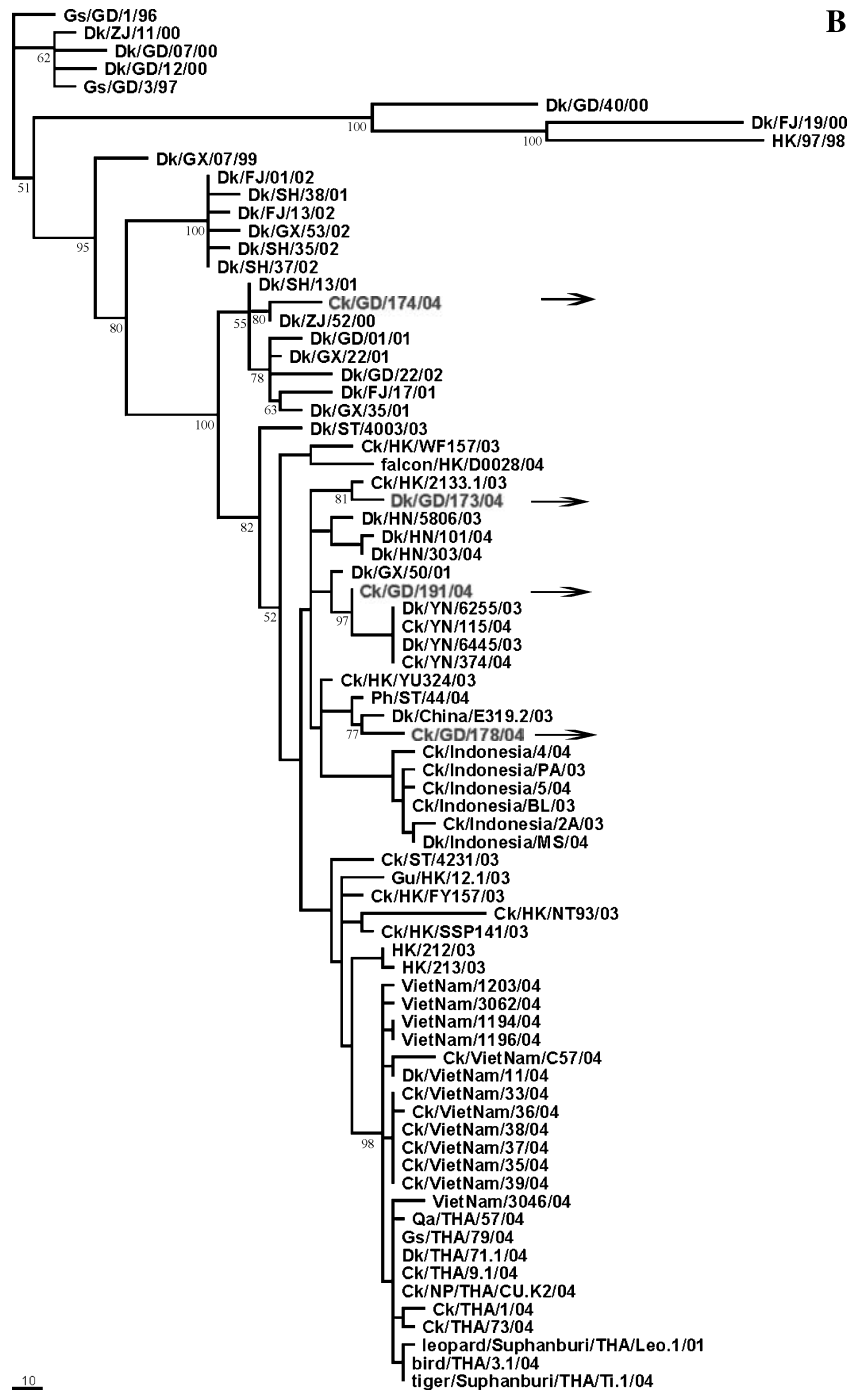 B
Gs/GD/1/96
Dk/ZJ/11/00
62
Dk/GD/07/00
Dk/GD/12/00
Gs/GD/3/97
Dk/GD/40/00
100
Dk/FJ/19/00
100
HK/97/98
51
Dk/GX/07/99
95
Dk/FJ/01/02
Dk/SH/38/01
Dk/FJ/13/02
100
Dk/GX/53/02
Dk/SH/35/02
Dk/SH/37/02
80
Dk/SH/13/01
Ck/GD/174/04
55
80
Dk/ZJ/52/00
Dk/GD/01/01
Dk/GX/22/01
78
Dk/GD/22/02
Dk/FJ/17/01
63
Dk/GX/35/01
100
Dk/ST/4003/03
82
Ck/HK/WF157/03
falcon/HK/D0028/04
Ck/HK/2133.1/03
81
Dk/GD/173/04
Dk/HN/5806/03
Dk/HN/101/04
Dk/HN/303/04
Dk/GX/50/01
Ck/GD/191/04
52
97
Dk/YN/6255/03
Ck/YN/115/04
Dk/YN/6445/03
Ck/YN/374/04
Ck/HK/YU324/03
Ph/ST/44/04
Dk/China/E319.2/03
77
Ck/GD/178/04
Ck/Indonesia/4/04
Ck/Indonesia/PA/03
Ck/Indonesia/5/04
Ck/Indonesia/BL/03
Ck/Indonesia/2A/03
Dk/Indonesia/MS/04
Ck/ST/4231/03
Gu/HK/12.1/03
Ck/HK/FY157/03
Ck/HK/NT93/03
Ck/HK/SSP141/03
HK/212/03
HK/213/03
VietNam/1203/04
VietNam/3062/04
VietNam/1194/04
VietNam/1196/04
Ck/VietNam/C57/04
Dk/VietNam/11/04
Ck/VietNam/33/04
Ck/VietNam/36/04
Ck/VietNam/38/04
98
Ck/VietNam/37/04
Ck/VietNam/35/04
Ck/VietNam/39/04
VietNam/3046/04
Qa/THA/57/04
Gs/THA/79/04
Dk/THA/71.1/04
Ck/THA/9.1/04
Ck/NP/THA/CU.K2/04
Ck/THA/1/04
Ck/THA/73/04
leopard/Suphanburi/THA/Leo.1/01
bird/THA/3.1/04
tiger/Suphanburi/THA/Ti.1/04
10